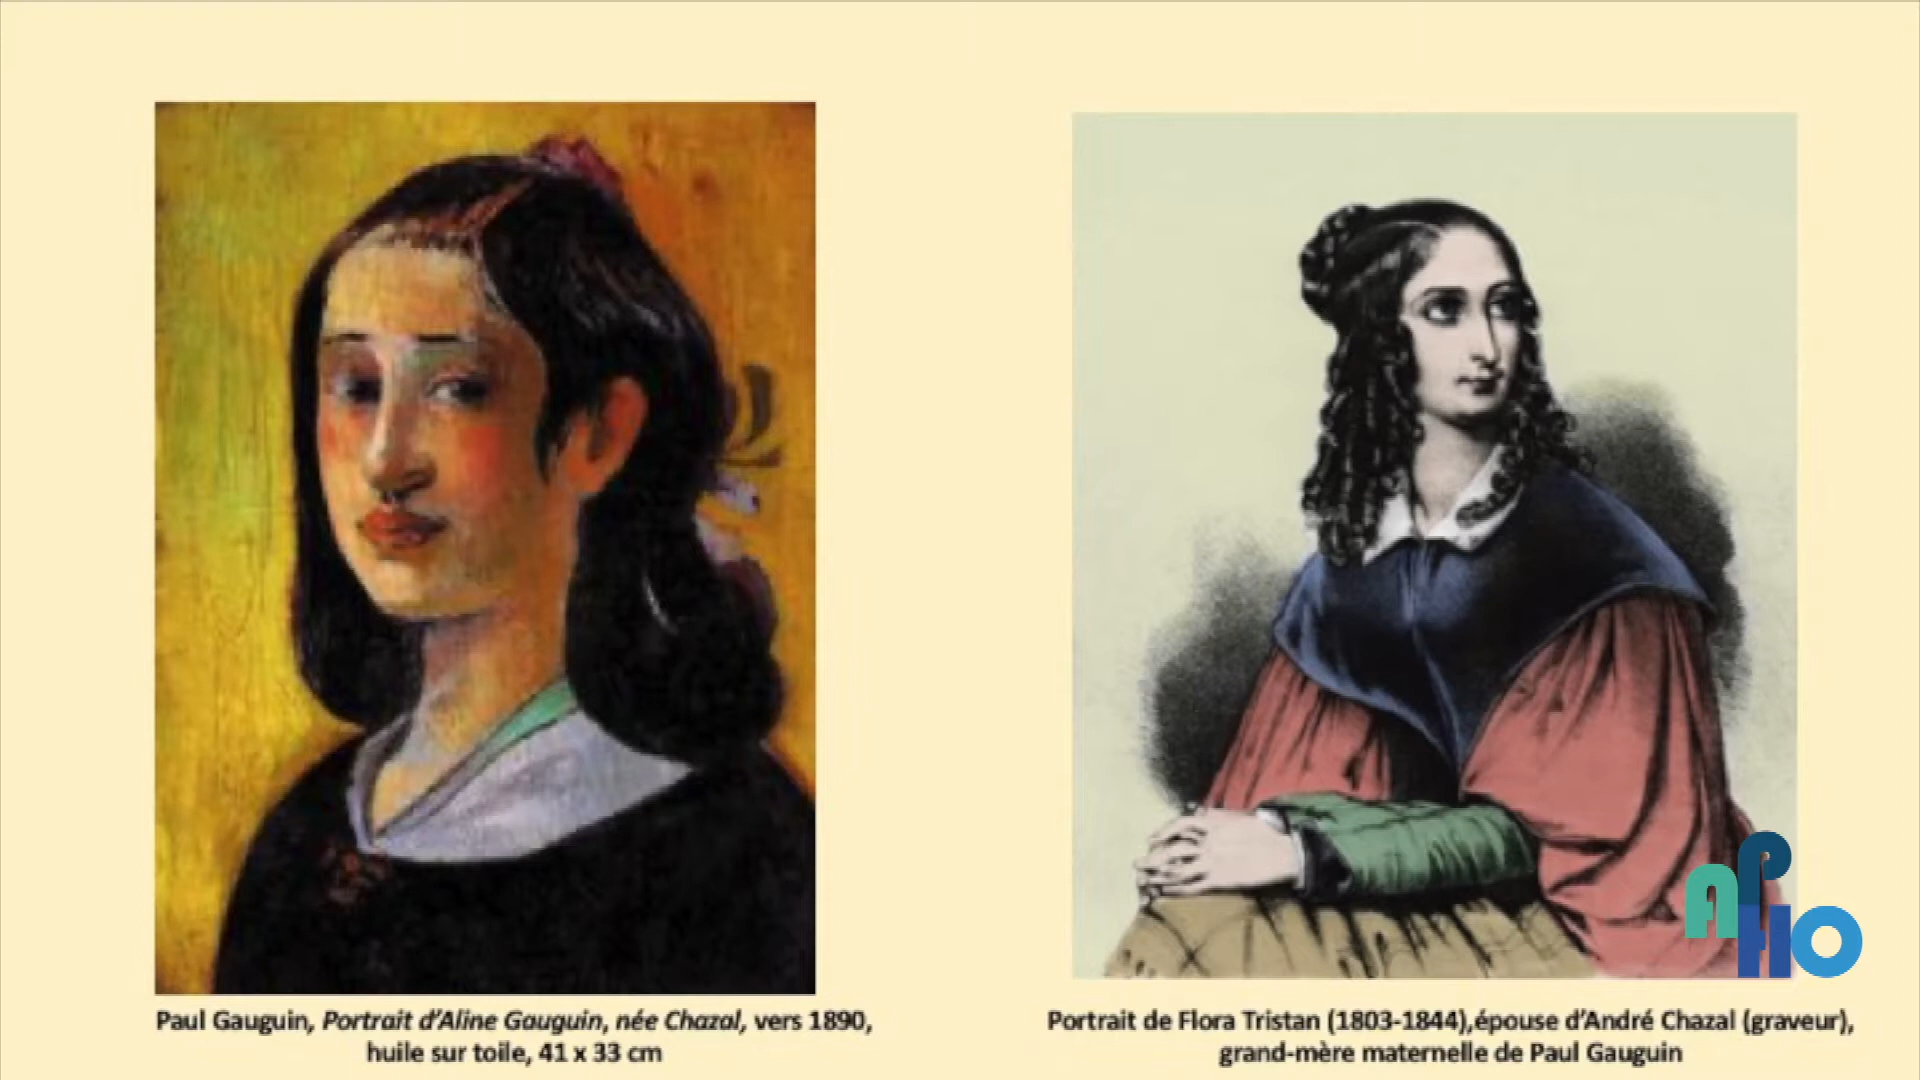 Paul Gauguin, Portrait d'Aline Gauguin, née Chazal, vers 1890,
huile sur toile, 41 x 33 cm
Portrait de Flora Tristan (1803-1844),épouse d'André Chazal (graveur),
grand-mère maternelle de Paul Gauguin
APHO